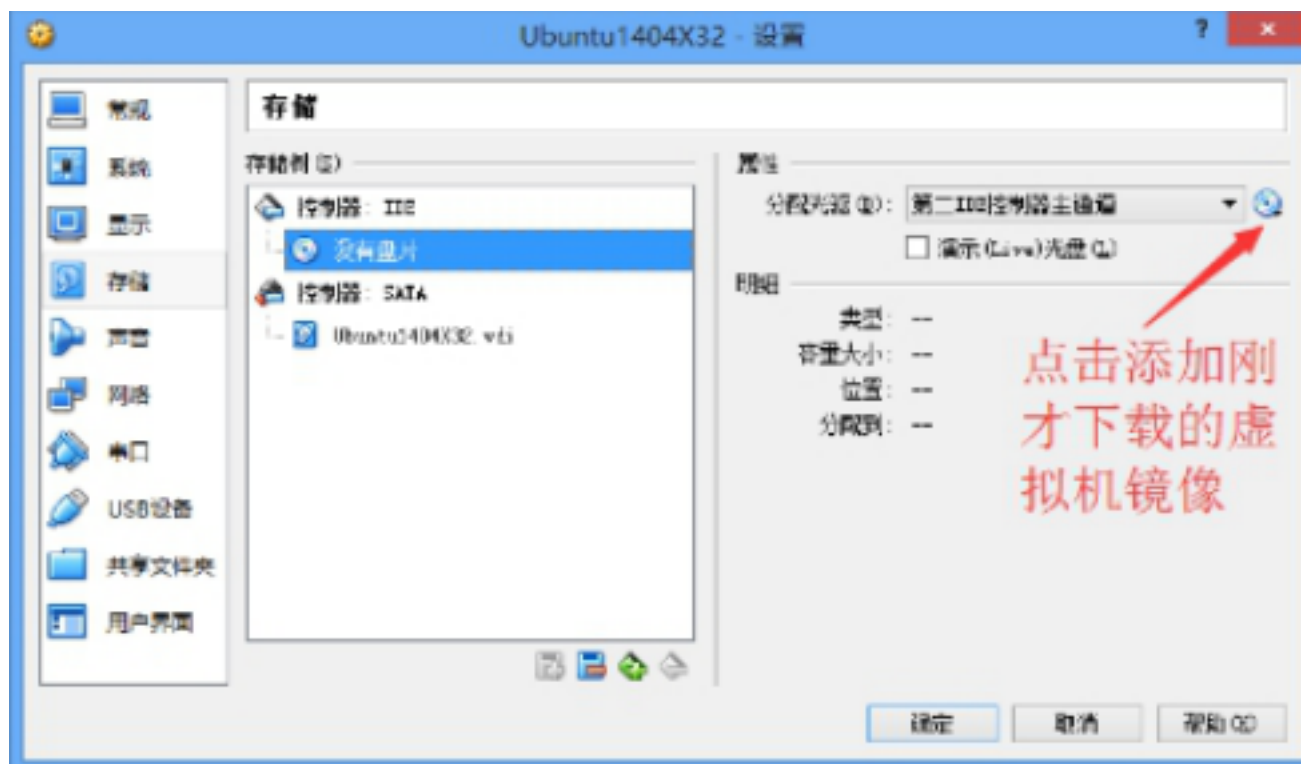 Ubuntu1404X32 - 设置
?
常规
系统
显示
存储
声音
网络
串口
USB设备
共享文件夹
用户界面
存储
存储树(S)
控制器: IDE
没有盘片
控制器: SATA
Ubuntu1404X32.vdi
属性
分配光驱(D): 第二IDE控制器主通道
演示(Live)光盘(L)
明细
类型: --
容量大小: --
位置: --
分配到: --
点击添加刚
才下载的虚
拟机镜像
确定
取消
帮助(H)